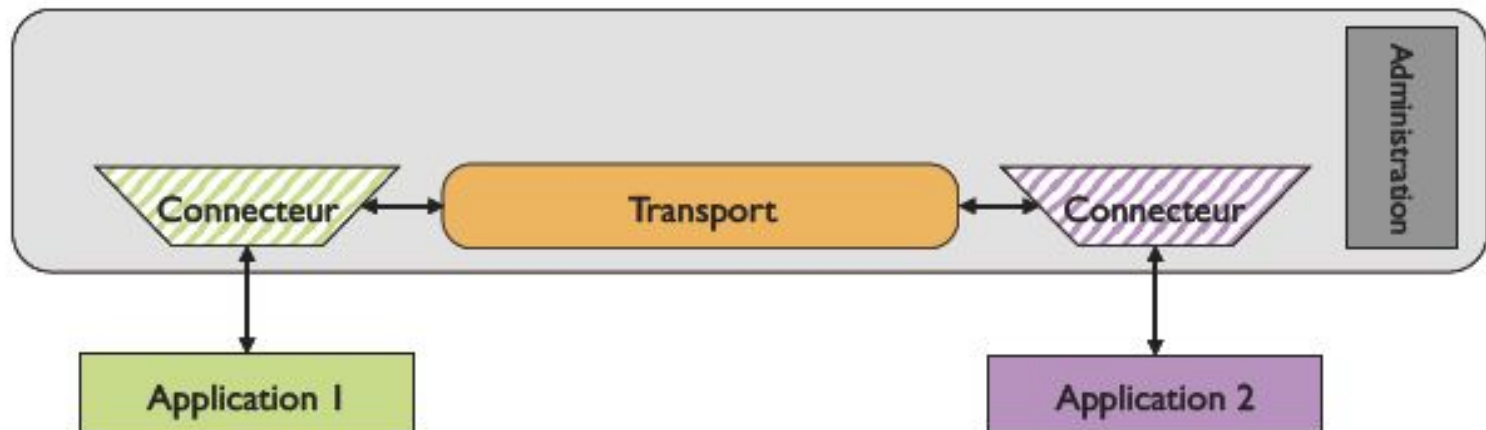 Administration
Connecteur
Transport
Connecteur
Application 1
Application 2